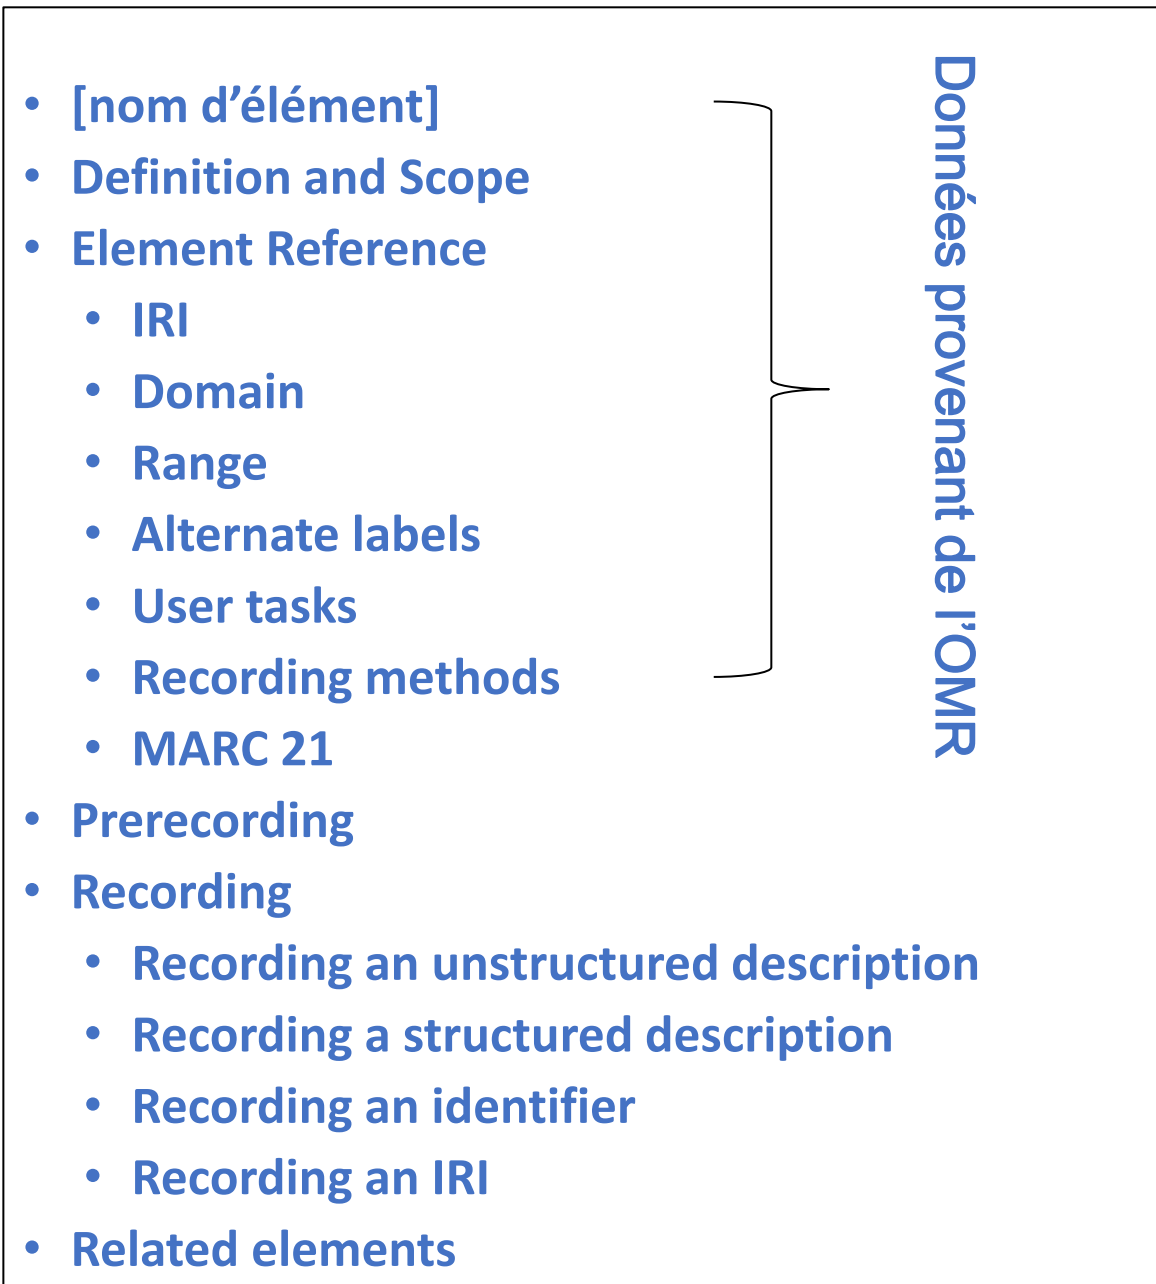 • [nom d’élément]
• Definition and Scope
• Element Reference
• IRI
• Domain
• Range
• Alternate labels
• User tasks
• Recording methods
• MARC 21
• Prerecording
• Recording
• Recording an unstructured description
• Recording a structured description
• Recording an identifier
• Recording an IRI
• Related elements
Données provenant de l’OMR